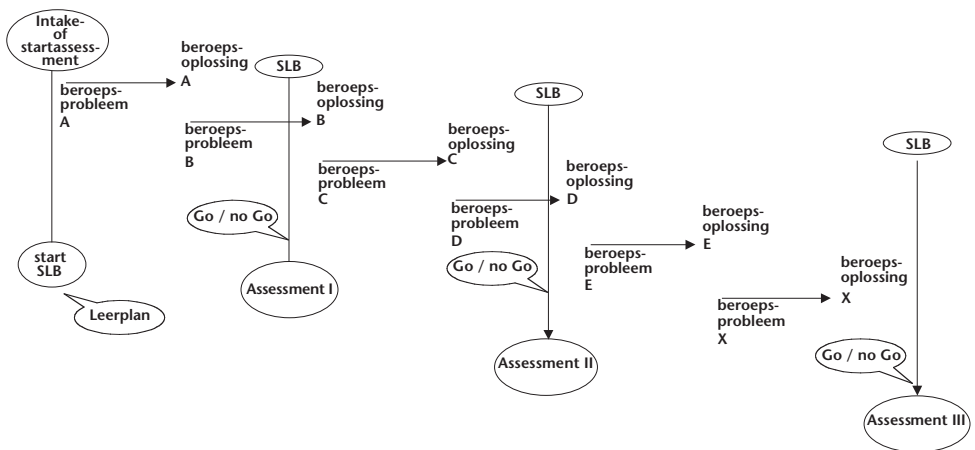 Intake-
of
startassess-
ment
beroeps-
probleem
A
beroeps-
oplossing
A
start
SLB
Leerplan
SLB
beroeps-
probleem
B
beroeps-
oplossing
B
Go / no Go
Assessment I
beroeps-
probleem
C
beroeps-
oplossing
C
SLB
beroeps-
probleem
D
beroeps-
oplossing
D
Go / no Go
Assessment II
beroeps-
probleem
E
beroeps-
oplossing
E
beroeps-
probleem
X
beroeps-
oplossing
X
SLB
Go / no Go
Assessment III